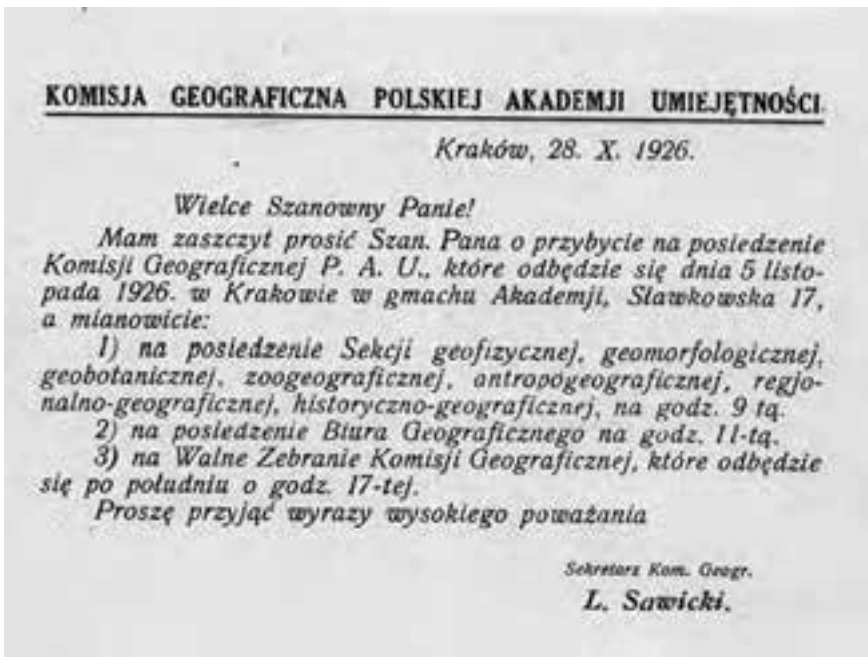 KOMISJA GEOGRAFICZNA POLSKIEJ AKADEMJI UMIEJĘTNOŚCI.
Kraków, 28. X. 1926.
Wielce Szanowny Panie!
Mam zaszczyt prosić Szan. Pana o przybycie na posiedzenie
Komisji Geograficznej P. A. U., które odbędzie się dnia 5 listo-
pada 1926. w Krakowie w gmachu Akademji, Sławkowska 17,
a mianowicie:
1) na posiedzenie Sekcji geofizycznej, geomorfologicznej,
geobotanicznej, zoogeograficznej, antropogeograficznej, regjo-
nalno-geograficznej, historyczno-geograficznej, na godz. 9 tą.
2) na posiedzenie Biura Geograficznego na godz. 11-tą.
3) na Walne Zebranie Komisji Geograficznej, które odbędzie
się po południu o godz. 17-tej.
Proszę przyjąć wyrazy wysokiego poważania
Sekretarz Kom. Geogr.
L. Sawicki.